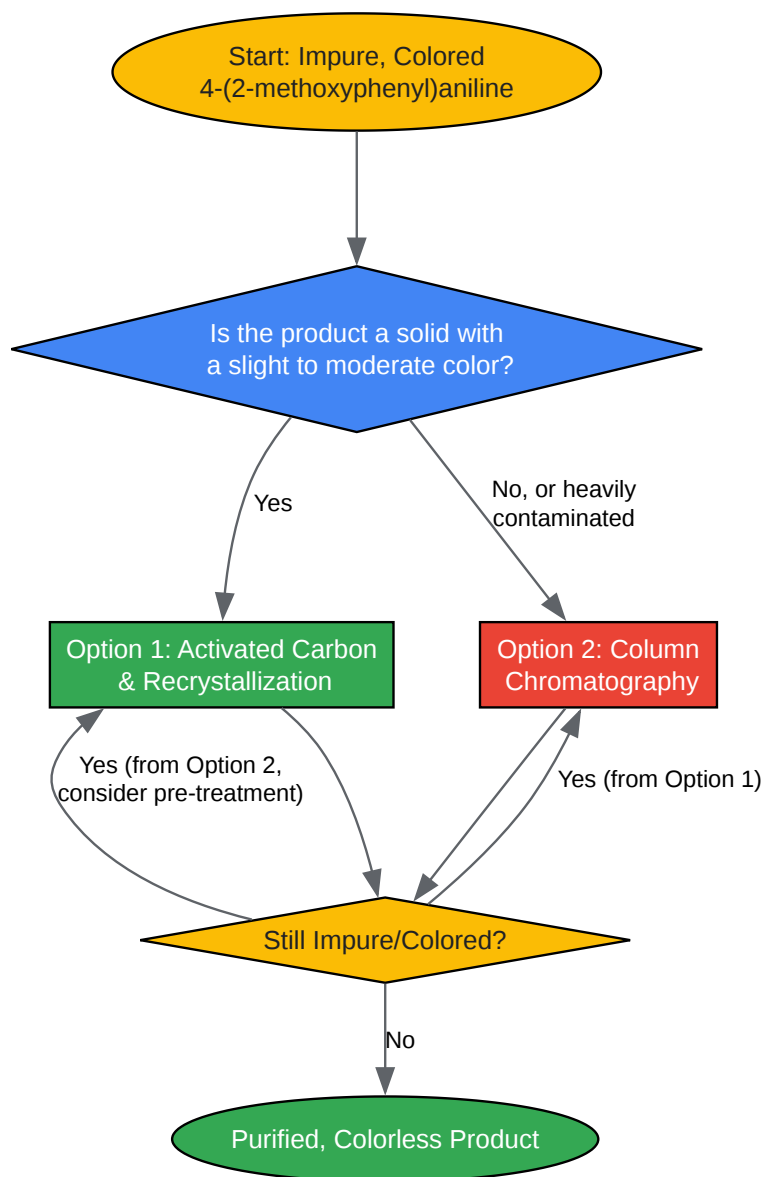 Start: Impure, Colored
4-(2-methoxyphenyl)aniline
Is the product a solid with
a slight to moderate color?
Yes
No, or heavily
contaminated
Option 1: Activated Carbon
& Recrystallization
Option 2: Column
Chromatography
Yes (from Option 2,
consider pre-treatment)
Yes (from Option 1)
Still Impure/Colored?
No
Purified, Colorless Product